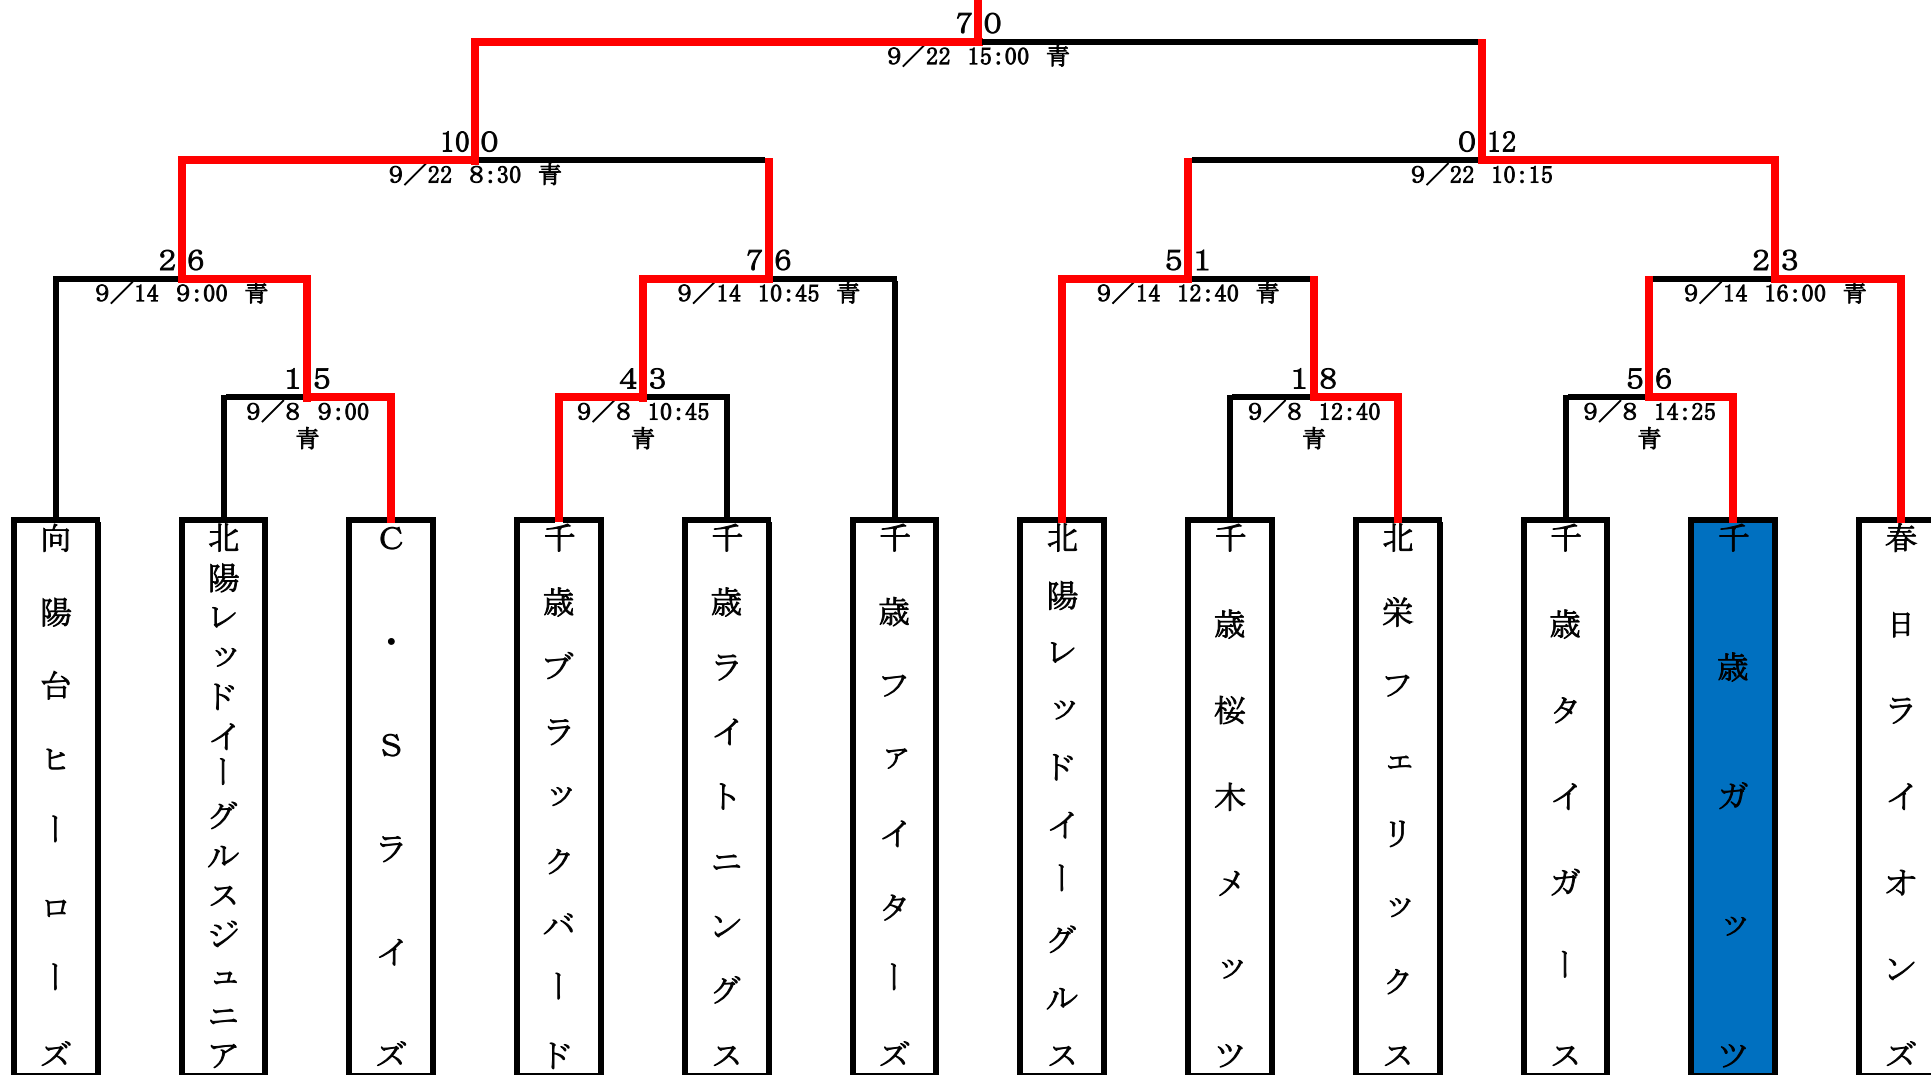 7 0
9/22 15:00 青
10 0
9/22 8:30 青
0 12
9/22 10:15
2 6
9/14 9:00 青
7 6
9/14 10:45 青
5 1
9/14 12:40 青
2 3
9/14 16:00 青
1 5
9/8 9:00
青
4 3
9/8 10:45
青
1 8
9/8 12:40
青
5 6
9/8 14:25
青
向陽台ヒーローズ
北陽レッドイーグルスジュニア
C・Sライズ
千歳ブラックバード
千歳ライトニングス
千歳ファイターズ
北陽レッドイーグルス
千歳桜木メッツ
北栄フェリックス
千歳タイガース
千歳ガッツ
春日ライオンズ